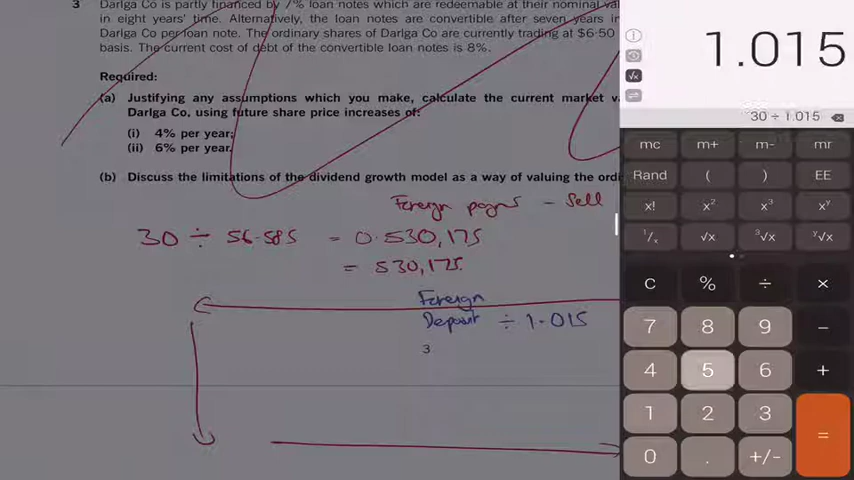 3 Darlga Co is partly financed by 7% loan notes which are redeemable at their nominal
in eight years' time. Alternatively, the loan notes are convertible after seven years in
Darlga Co per loan note. The ordinary shares of Darlga Co are currently trading at $6·50
basis. The current cost of debt of the convertible loan notes is 8%.
Required:
(a) Justifying any assumptions which you make, calculate the current market
Darlga Co, using future share price increases of:
(i) 4% per year;
(ii) 6% per year.
(b) Discuss the limitations of the dividend growth model as a way of valuing the
Foreign - Sell
30 ÷ 56.585 = 0.530,175
= 530,175
Foreign
Deposit ÷ 1.015
3
1.015
30 ÷ 1.015
mc m+ m- mr
Rand ( ) EE
x! x² x³ xʸ
1/x √x ³√x ʸ√x
C % ÷ ×
7 8 9 −
4 5 6 +
1 2 3
0 . +/- =